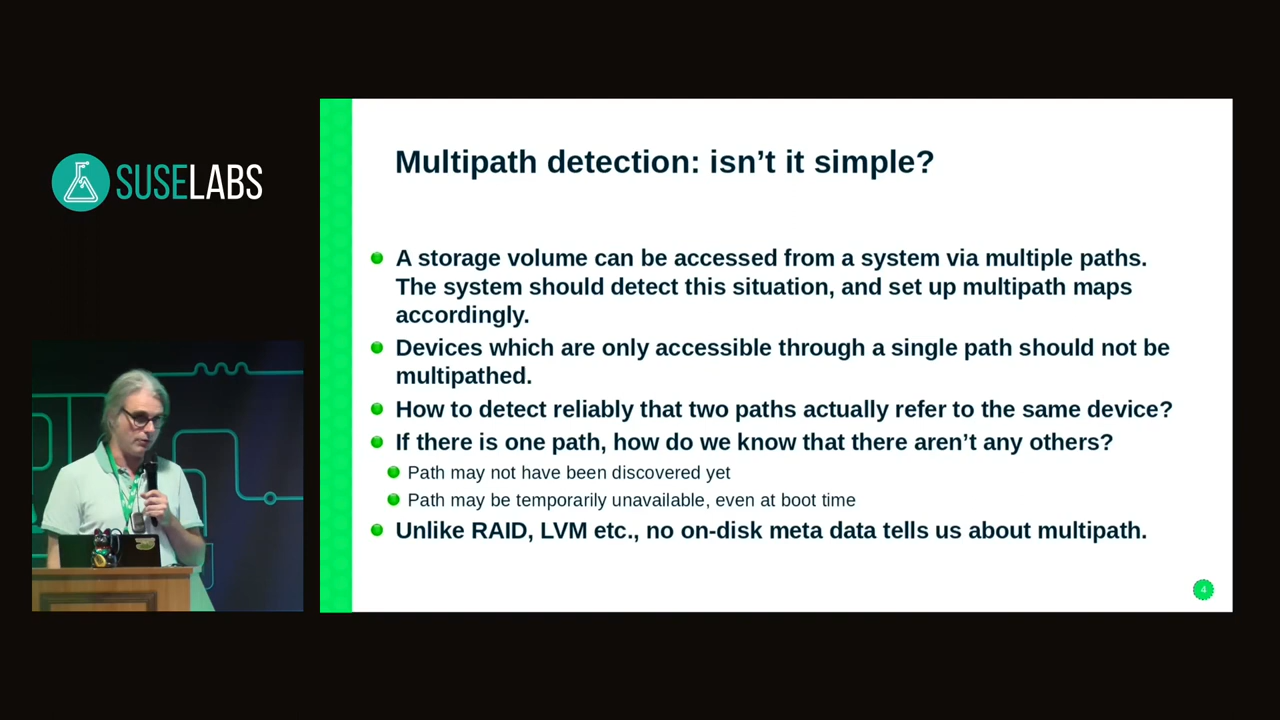 SUSELABS
Multipath detection: isn’t it simple?
A storage volume can be accessed from a system via multiple paths.
The system should detect this situation, and set up multipath maps
accordingly.
Devices which are only accessible through a single path should not be
multipathed.
How to detect reliably that two paths actually refer to the same device?
If there is one path, how do we know that there aren’t any others?
Path may not have been discovered yet
Path may be temporarily unavailable, even at boot time
Unlike RAID, LVM etc., no on-disk meta data tells us about multipath.
4